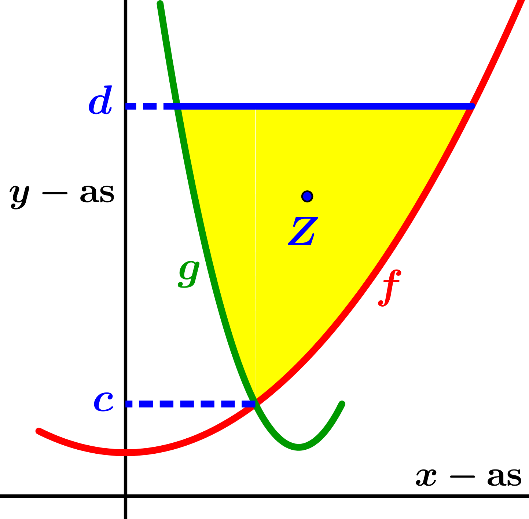 d
y – as
Z
g
f
c
x – as